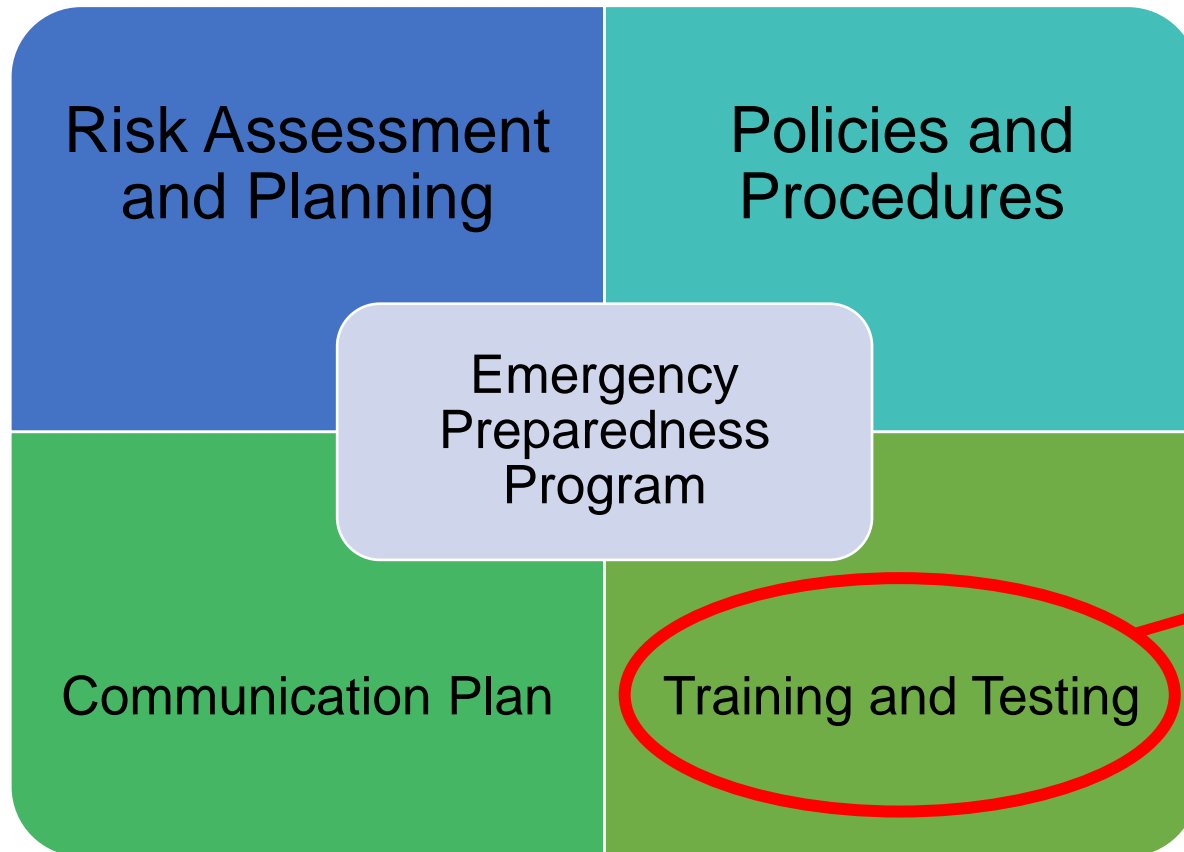 Risk Assessment
and Planning
Policies and
Procedures
Emergency
Preparedness
Program
Communication Plan
Training and Testing